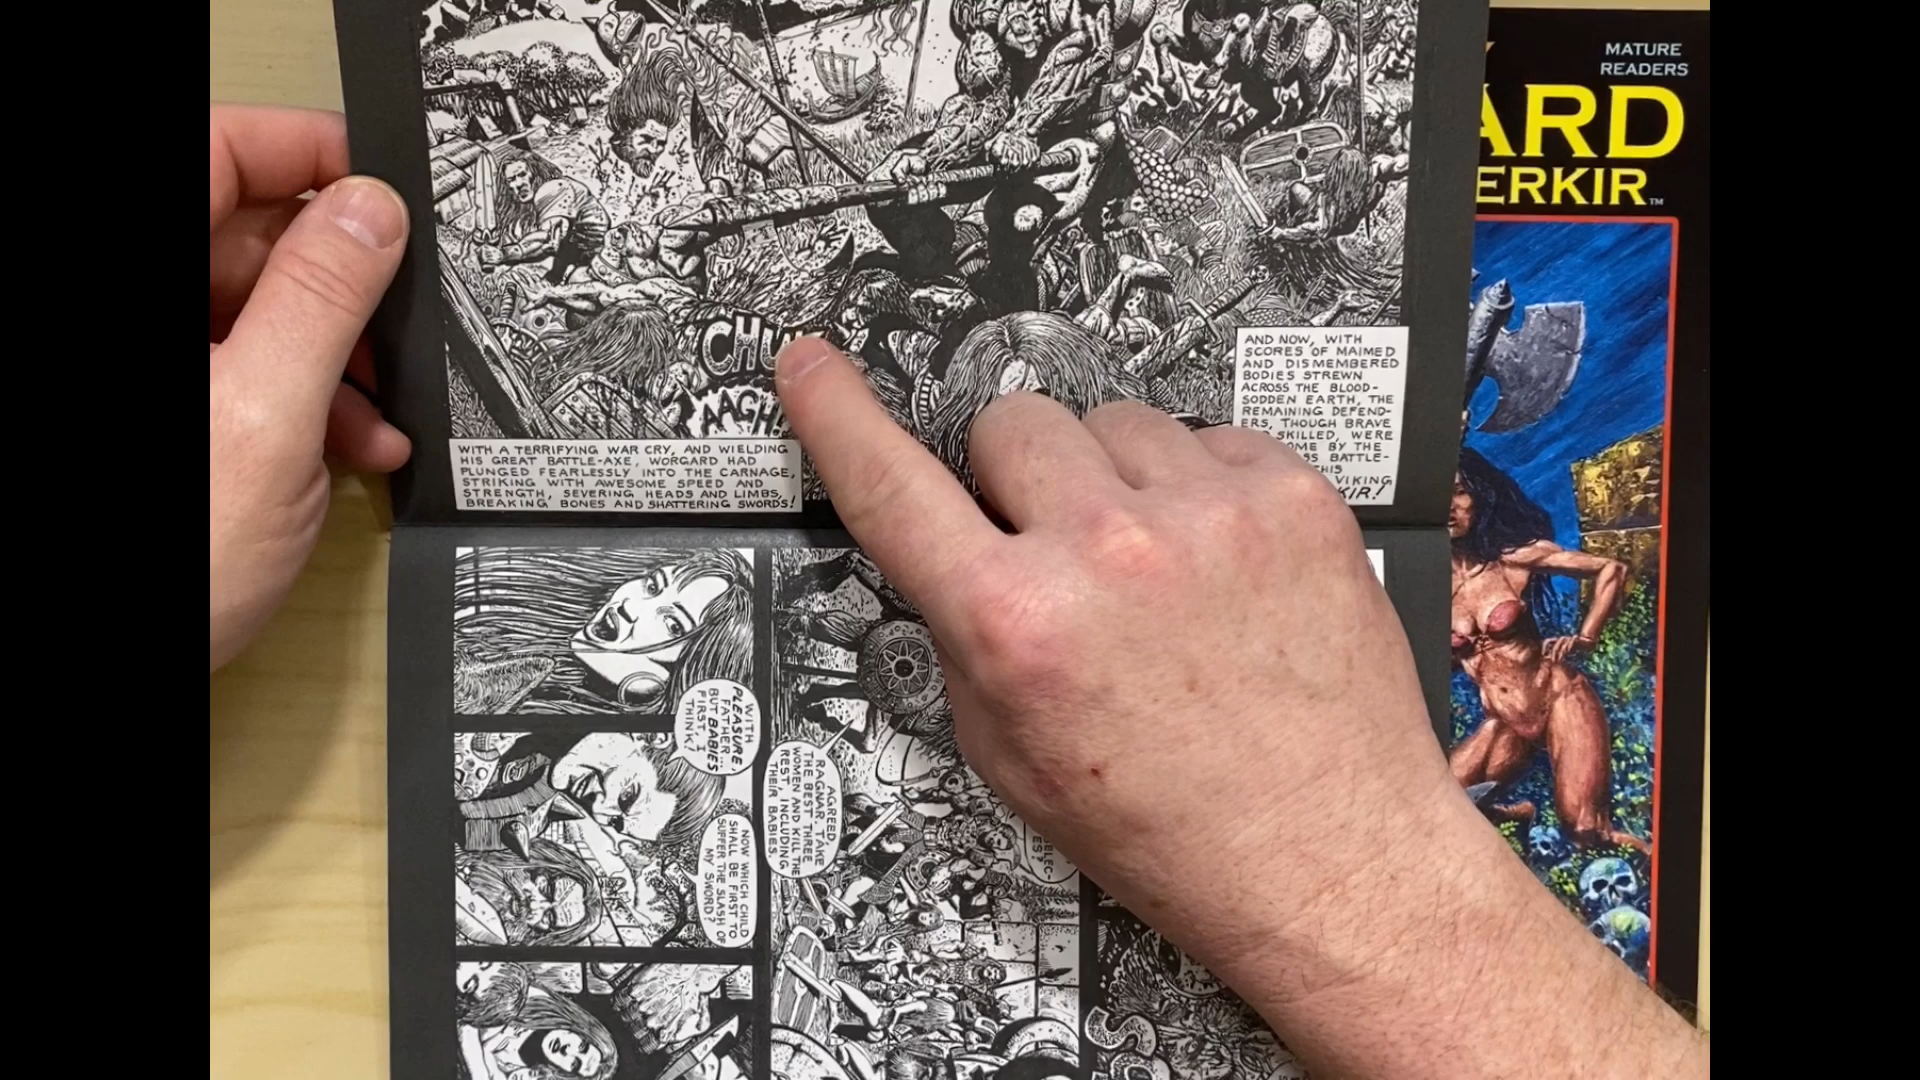 MATURE
READERS
ARD
ERKIR™
CHU
AAGH!
WITH A TERRIFYING WAR CRY, AND WIELDING
HIS GREAT BATTLE-AXE, WORGARD HAD
PLUNGED FEARLESSLY INTO THE CARNAGE,
STRIKING WITH AWESOME SPEED AND
STRENGTH, SEVERING HEADS AND LIMBS,
BREAKING BONES AND SHATTERING SWORDS!
AND NOW, WITH
SCORES OF MAIMED
AND DISMEMBERED
BODIES STREWN
ACROSS THE BLOOD-
SODDEN EARTH, THE
REMAINING DEFEND-
ERS, THOUGH BRAVE
SKILLED, WERE
OME BY THE
SS BATTLE-
HIS
VIKING
KIR!
AGREED,
RAGNAR. TAKE
THE BEST THREE
WOMEN AND KILL THE
REST, INCLUDING
THEIR BABIES.
WITH
PLEASURE,
FATHER...
BUT BABIES
FIRST, I
THINK!
NOW WHICH CHILD
SHALL BE FIRST TO
SUFFER THE SLASH OF
MY SWORD?